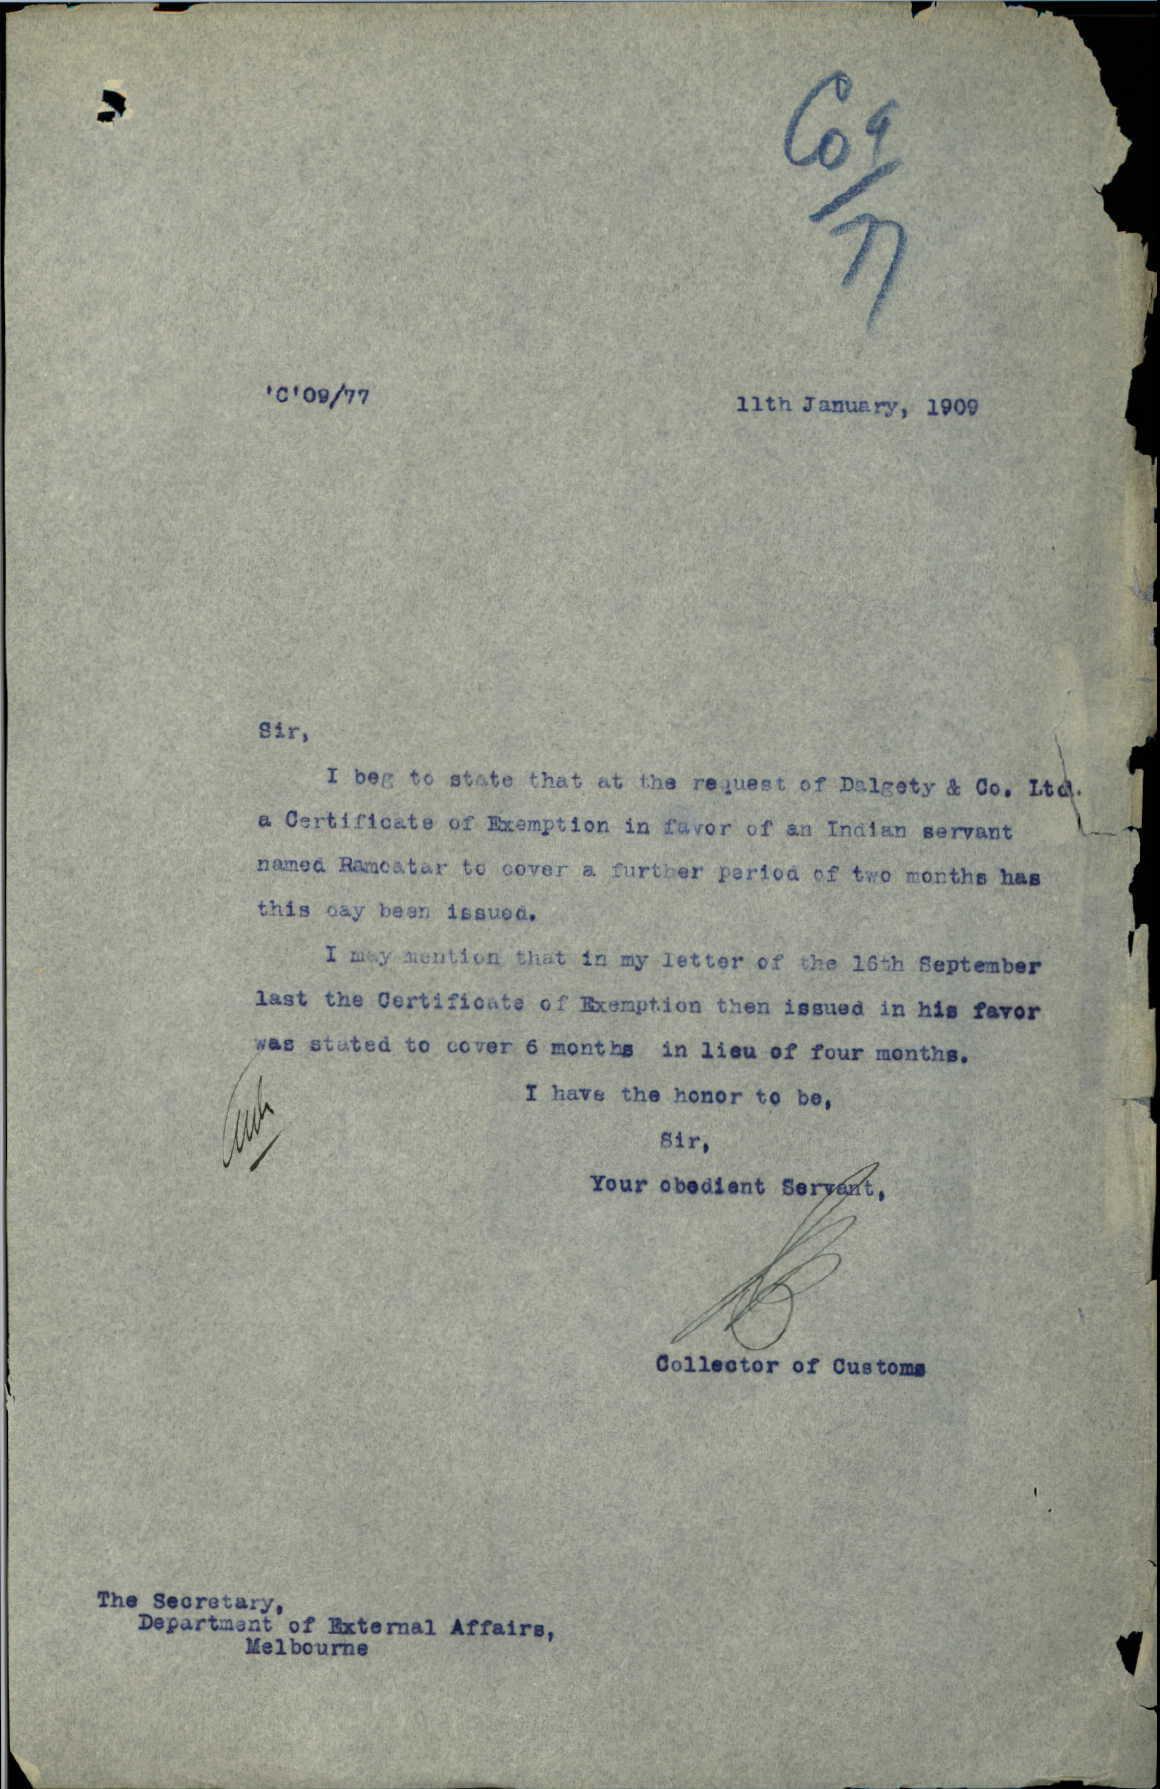 C09
/77
'C'09/77
11th January, 1909
Sir,
I beg to state that at the request of Dalgety & Co. Ltd.
a Certificate of Exemption in favor of an Indian servant
named Ramoatar to cover a further period of two months has
this day been issued.
I may mention that in my letter of the 16th September
last the Certificate of Exemption then issued in his favor
was stated to cover 6 months in lieu of four months.
I have the honor to be,
Sir,
Your obedient Servant,
Collector of Customs
The Secretary,
Department of External Affairs,
Melbourne